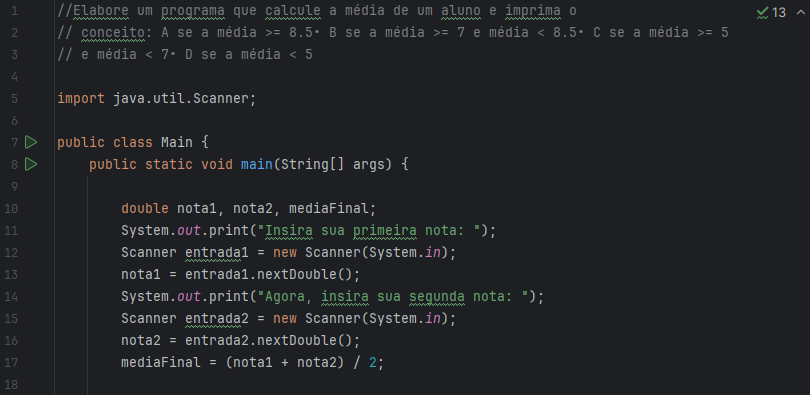 1 //Elabore um programa que calcule a média de um aluno e imprima o
13
2 // conceito: A se a média >= 8.5• B se a média >= 7 e média < 8.5• C se a média >= 5
3 // e média < 7• D se a média < 5
4
5 import java.util.Scanner;
6
7 public class Main {
8 public static void main(String[] args) {
9
10 double nota1, nota2, mediaFinal;
11 System.out.print("Insira sua primeira nota: ");
12 Scanner entrada1 = new Scanner(System.in);
13 nota1 = entrada1.nextDouble();
14 System.out.print("Agora, insira sua segunda nota: ");
15 Scanner entrada2 = new Scanner(System.in);
16 nota2 = entrada2.nextDouble();
17 mediaFinal = (nota1 + nota2) / 2;
18